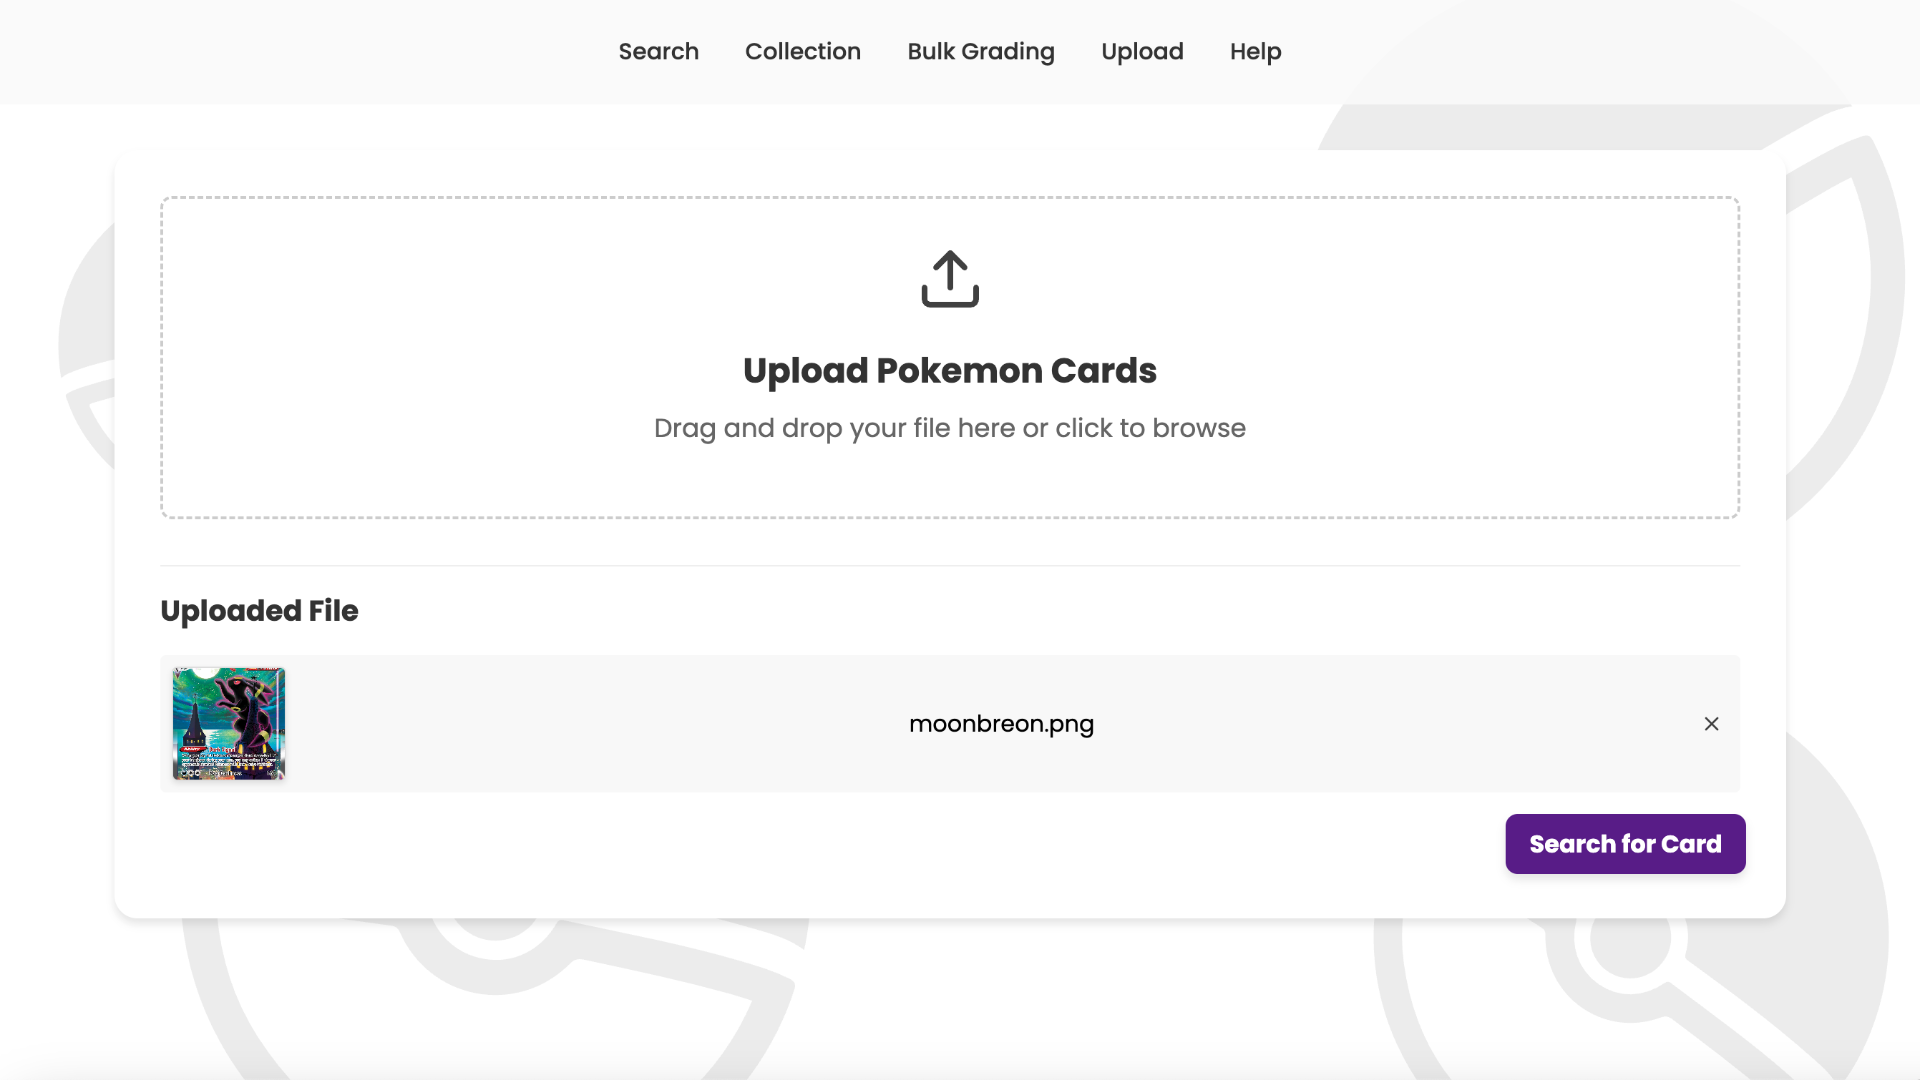 Search Collection Bulk Grading Upload Help
Upload Pokemon Cards
Drag and drop your file here or click to browse
Uploaded File
moonbreon.png
Search for Card